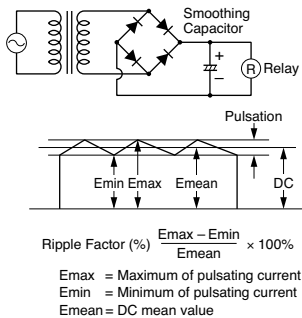 Smoothing
Capacitor
+
−
R
Relay
Pulsation
Emin Emax Emean DC
Ripple Factor (%) Emax – Emin / Emean × 100%
Emax = Maximum of pulsating current
Emin = Minimum of pulsating current
Emean = DC mean value